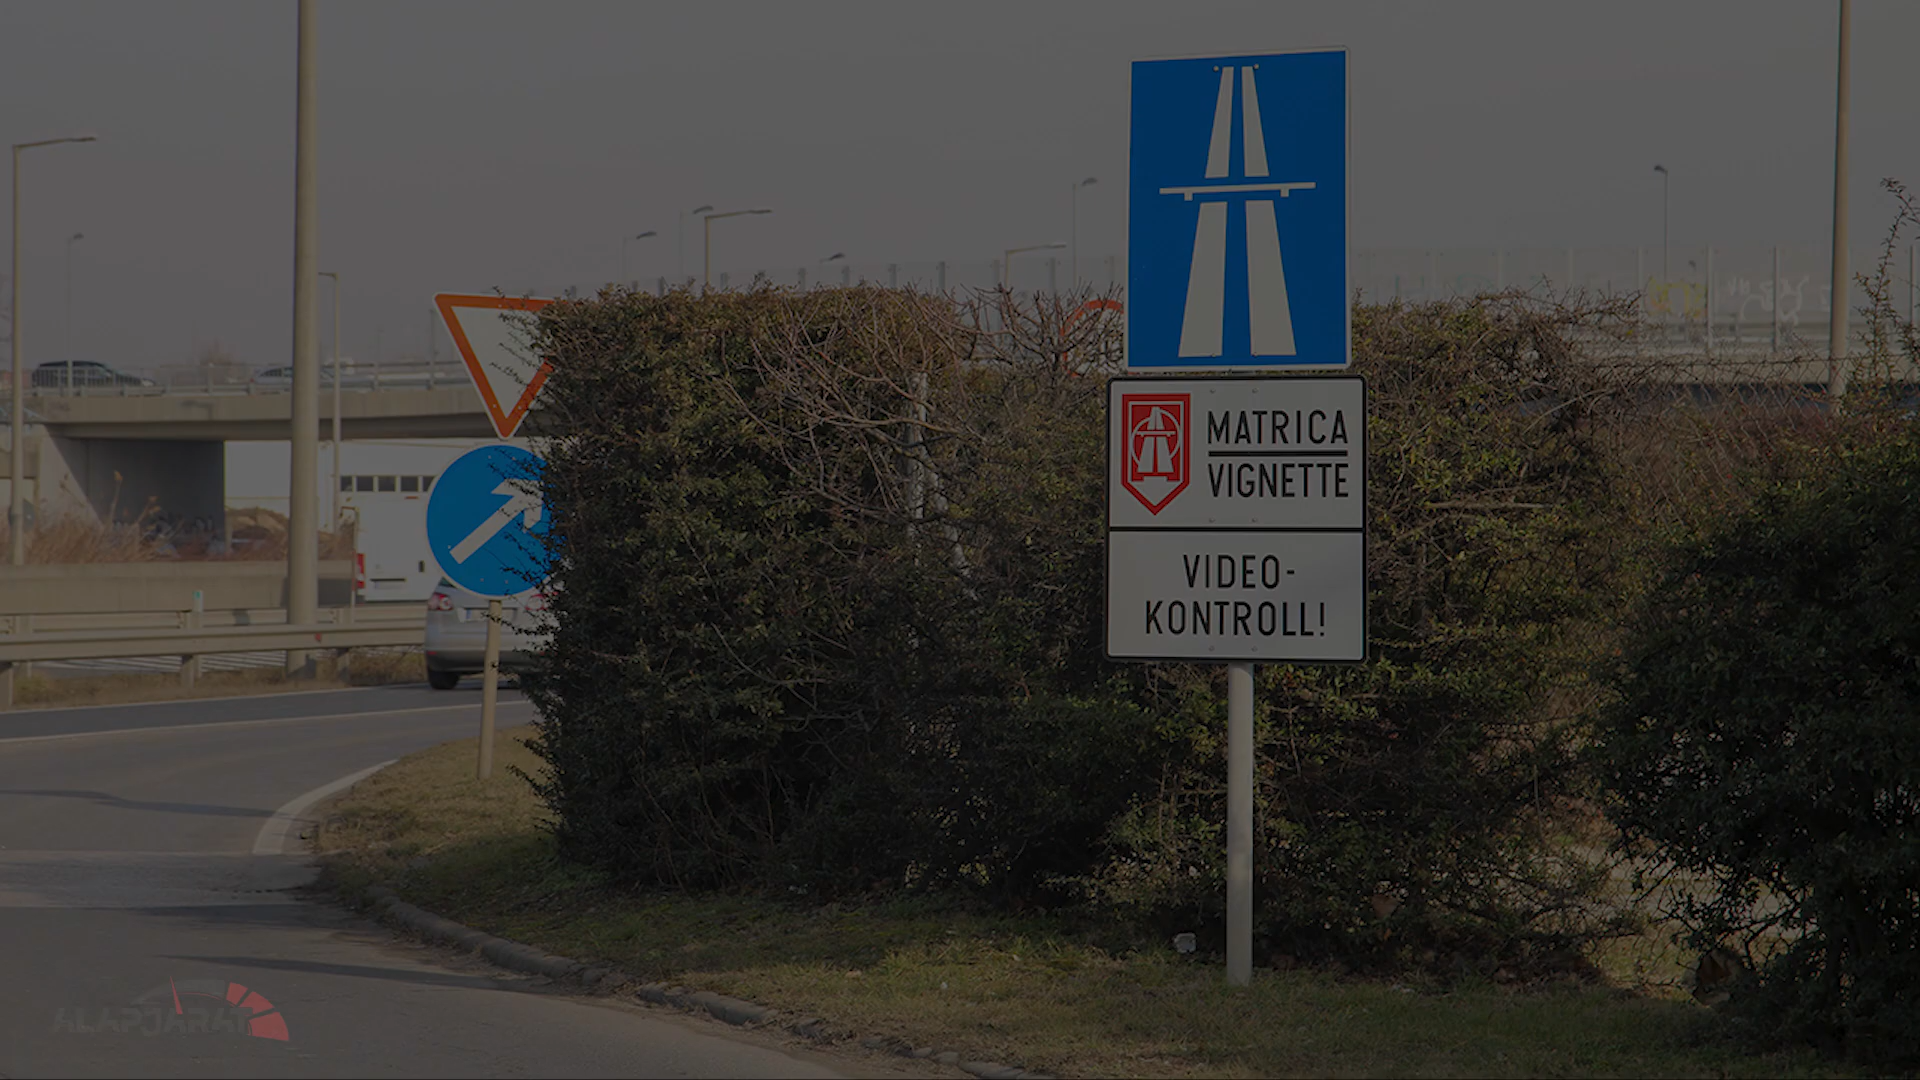 MATRICA
VIGNETTE
VIDEO-
KONTROLL!
ALAPJÁRAT